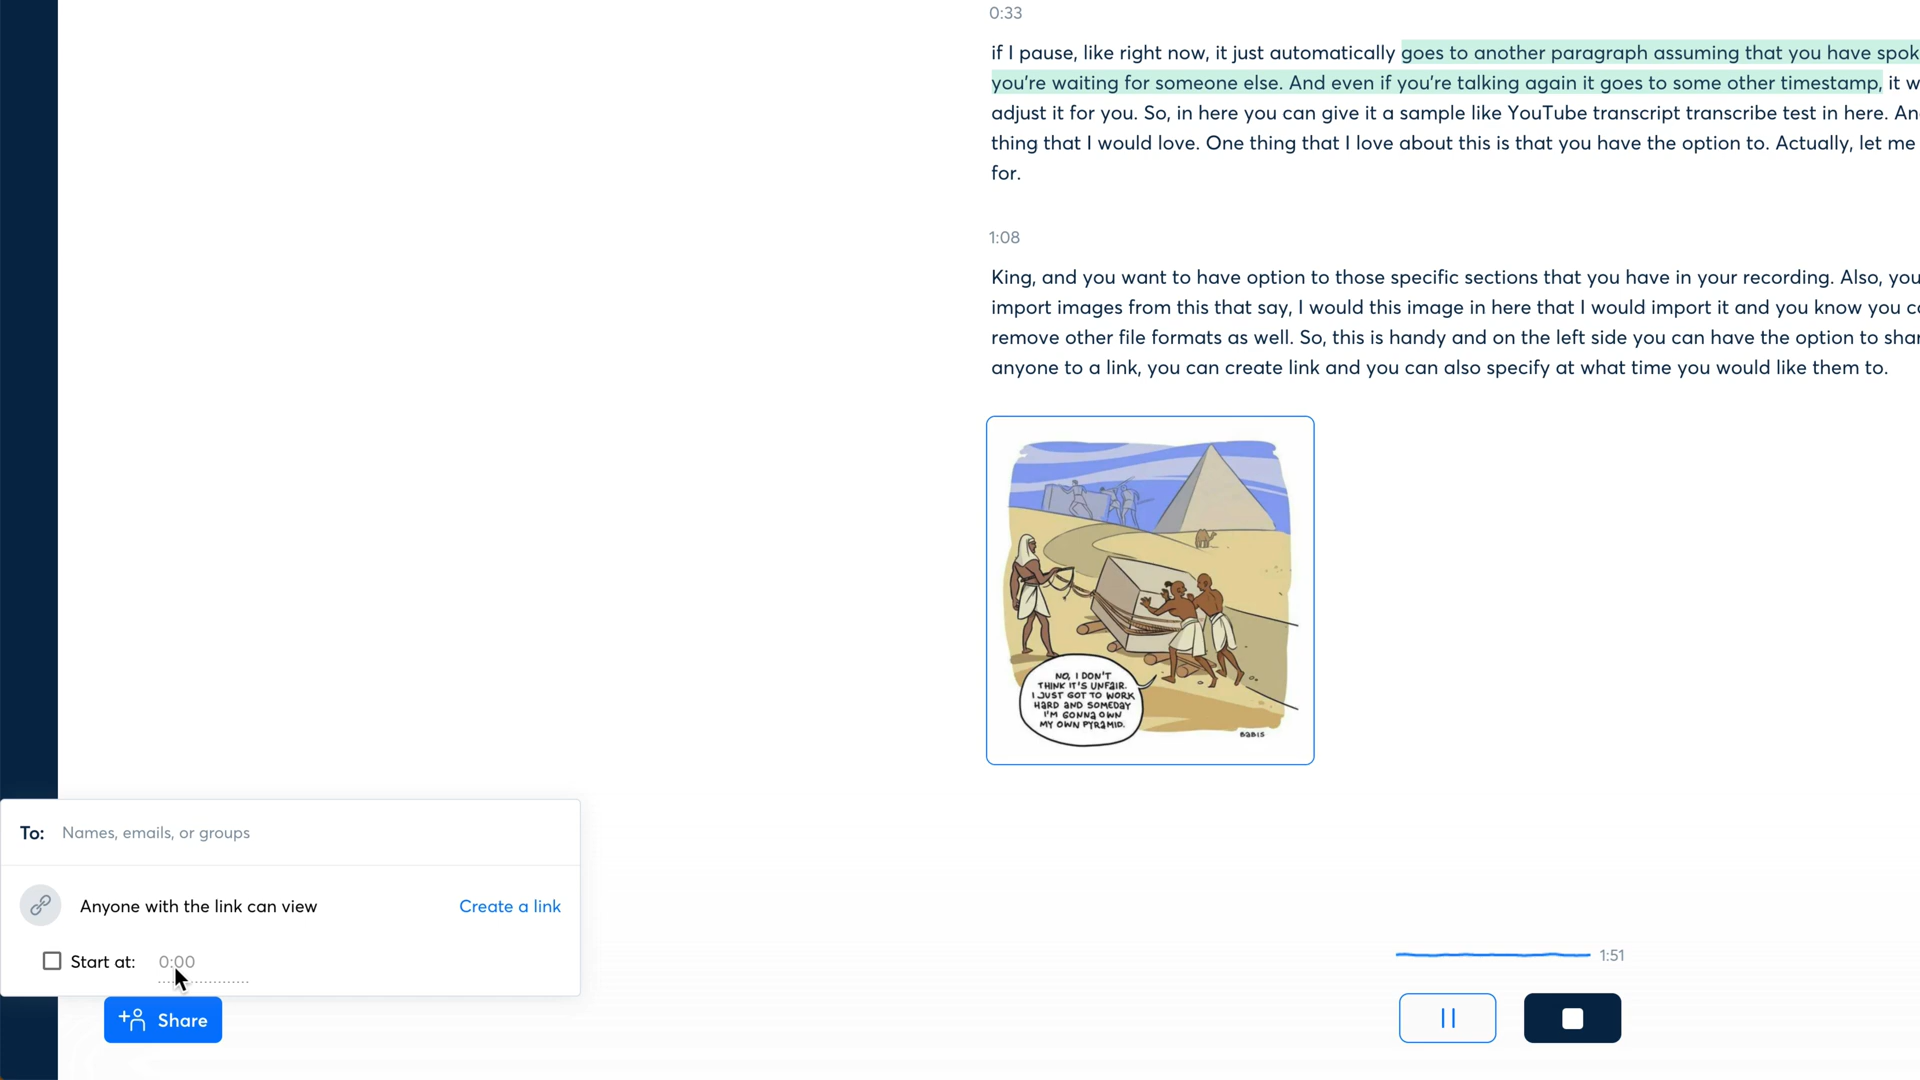 0:33
if I pause, like right now, it just automatically goes to another paragraph assuming that you have spok
you're waiting for someone else. And even if you're talking again it goes to some other timestamp, it w
adjust it for you. So, in here you can give it a sample like YouTube transcript transcribe test in here. An
thing that I would love. One thing that I love about this is that you have the option to. Actually, let me
for.
1:08
King, and you want to have option to those specific sections that you have in your recording. Also, you
import images from this that say, I would this image in here that I would import it and you know you c
remove other file formats as well. So, this is handy and on the left side you can have the option to shar
anyone to a link, you can create link and you can also specify at what time you would like them to.
NO, I DON'T
THINK IT'S UNFAIR.
I JUST GOT TO WORK
HARD AND SOMEDAY
I'M GONNA OWN
MY OWN PYRAMID.
BABIS
To: Names, emails, or groups
Anyone with the link can view Create a link
Start at: 0:00
Share
1:51